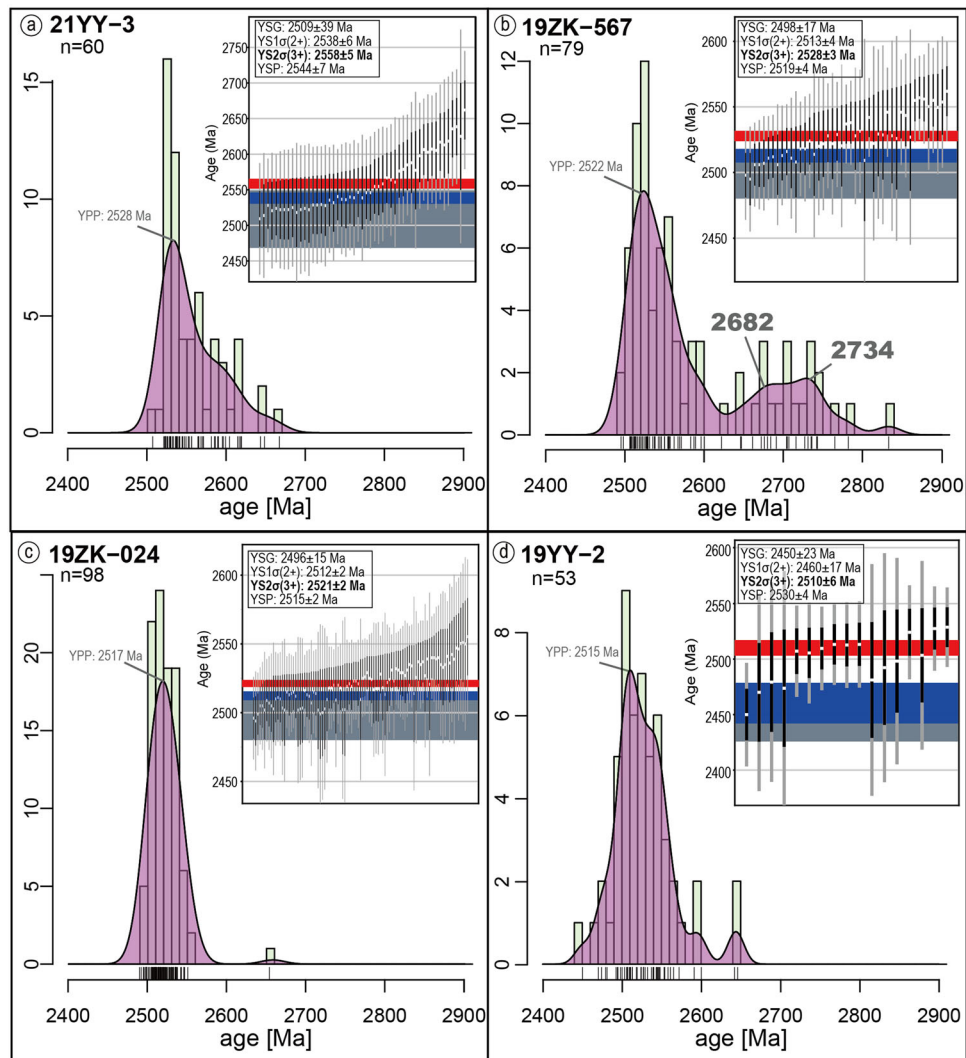 ⓐ 21YY−3
n=60
YSG: 2509±39 Ma
YS1σ(2+): 2538±6 Ma
YS2σ(3+): 2558±5 Ma
YSP: 2544±7 Ma
Age (Ma)
2750
2700
2650
2600
2550
2500
2450
YPP: 2528 Ma
15
10
5
0
2400 2500 2600 2700 2800 2900
age [Ma]
ⓑ 19ZK−567
n=79
YSG: 2498±17 Ma
YS1σ(2+): 2513±4 Ma
YS2σ(3+): 2528±3 Ma
YSP: 2519±4 Ma
Age (Ma)
2600
2550
2500
2450
YPP: 2522 Ma
2682
2734
12
10
8
6
4
2
0
2400 2500 2600 2700 2800 2900
age [Ma]
ⓒ 19ZK−024
n=98
YSG: 2496±15 Ma
YS1σ(2+): 2512±2 Ma
YS2σ(3+): 2521±2 Ma
YSP: 2515±2 Ma
Age (Ma)
2600
2550
2500
2450
YPP: 2517 Ma
20
15
10
5
0
2400 2500 2600 2700 2800 2900
age [Ma]
ⓓ 19YY−2
n=53
YSG: 2450±23 Ma
YS1σ(2+): 2460±17 Ma
YS2σ(3+): 2510±6 Ma
YSP: 2530±4 Ma
Age (Ma)
2600
2550
2500
2450
2400
YPP: 2515 Ma
8
6
4
2
0
2400 2500 2600 2700 2800 2900
age [Ma]